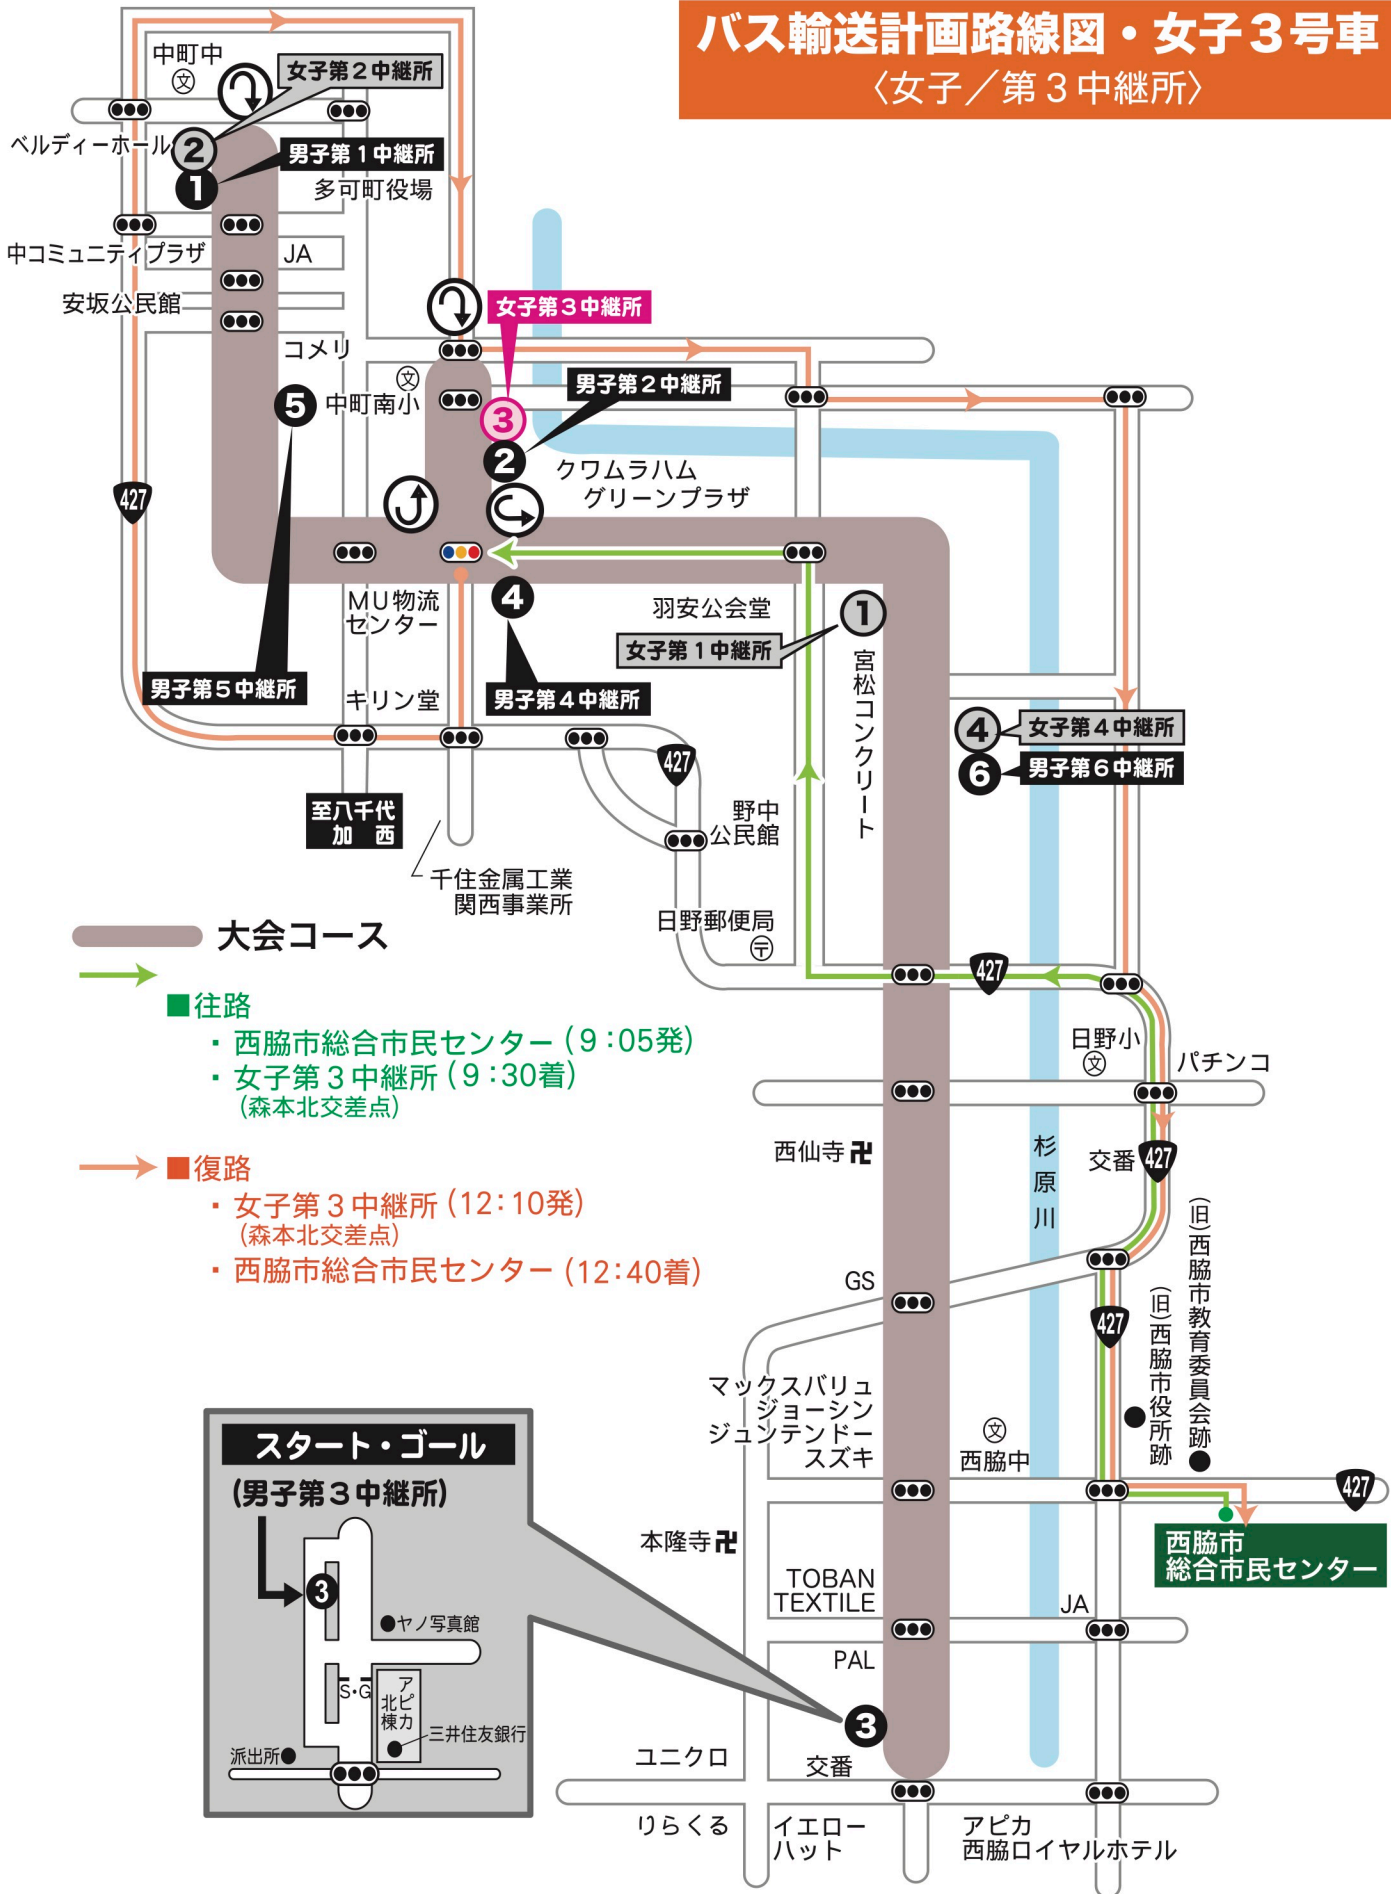 バス輸送計画路線図・女子3号車
〈女子／第3中継所〉
中町中
文
女子第2中継所
ベルディーホール
2
男子第1中継所
1
多可町役場
中コミュニティプラザ
JA
安坂公民館
女子第3中継所
コメリ
文
中町南小
男子第2中継所
5
3
2
クワムラハム
グリーンプラザ
427
MU物流
センター
4
羽安公会堂
1
女子第1中継所
宮松コンクリート
男子第5中継所
キリン堂
男子第4中継所
4
女子第4中継所
6
男子第6中継所
427
至八千代
加西
野中
公民館
千住金属工業
関西事業所
日野郵便局
〒
427
大会コース
■往路
・西脇市総合市民センター(9:05発)
・女子第3中継所(9:30着)
(森本北交差点)
■復路
・女子第3中継所(12:10発)
(森本北交差点)
・西脇市総合市民センター(12:40着)
日野小
文
パチンコ
西仙寺卍
杉原川
交番
427
(旧)西脇市教育委員会跡
(旧)西脇市役所跡
GS
427
マックスバリュ
ジョーシン
ジュンテンドー
スズキ
文
西脇中
427
西脇市
総合市民センター
本隆寺卍
TOBAN
TEXTILE
JA
PAL
3
ユニクロ
交番
りらくる
イエロー
ハット
アピカ
西脇ロイヤルホテル
スタート・ゴール
(男子第3中継所)
3
ヤノ写真館
S・G
アピカ
北棟
三井住友銀行
派出所